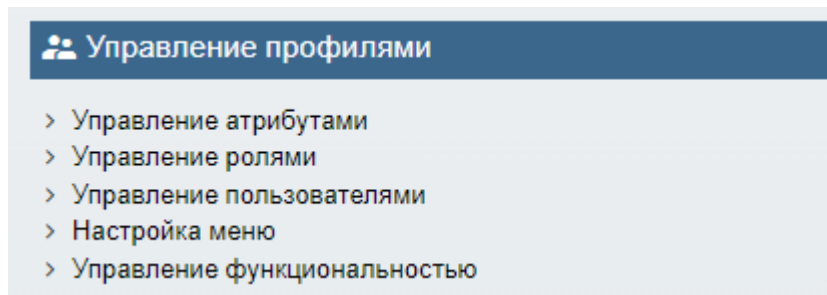 Управление профилями
Управление атрибутами
Управление ролями
Управление пользователями
Настройка меню
Управление функциональностью